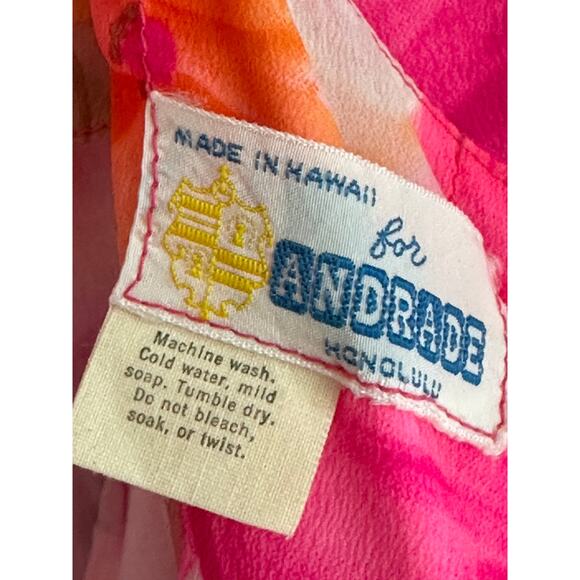 MADE IN HAWAII
for
ANDRADE
HONOLULU
Machine wash.
Cold water, mild
soap. Tumble dry.
Do not bleach,
soak, or twist.